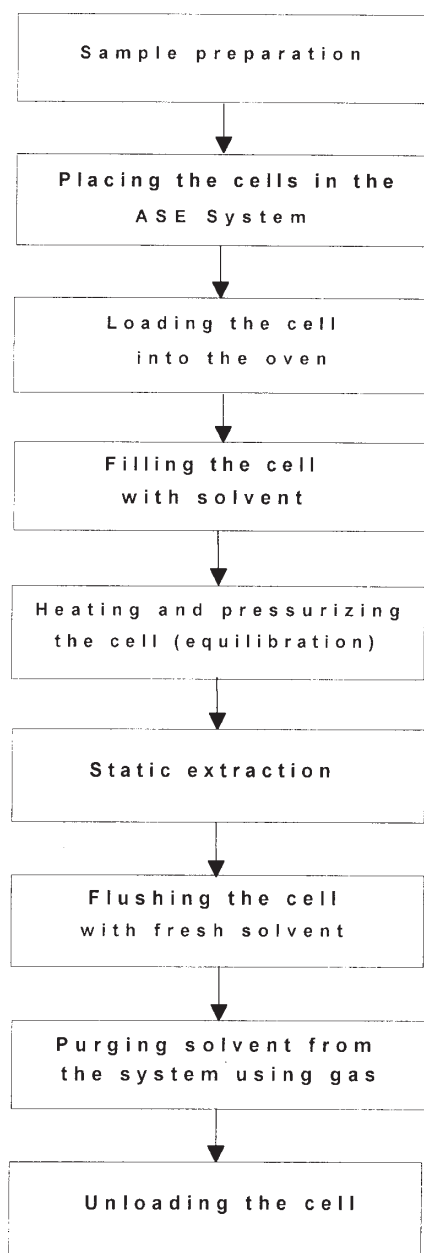 Sample preparation
Placing the cells in the
ASE System
Loading the cell
into the oven
Filling the cell
with solvent
Heating and pressurizing
the cell (equilibration)
Static extraction
Flushing the cell
with fresh solvent
Purging solvent from
the system using gas
Unloading the cell